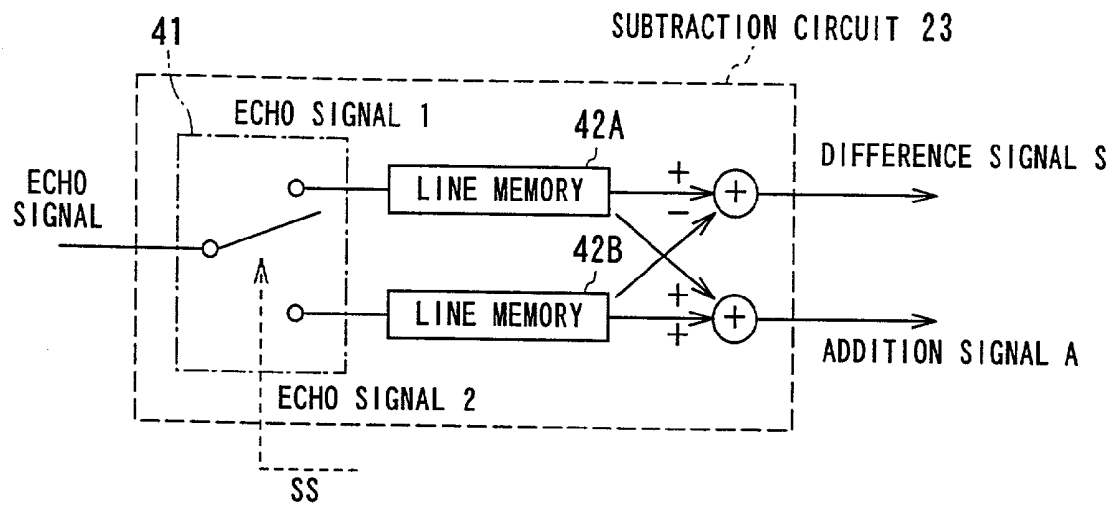 SUBTRACTION CIRCUIT 23
41
ECHO SIGNAL 1
42A
ECHO
SIGNAL
LINE MEMORY
+
−
+
DIFFERENCE SIGNAL S
42B
LINE MEMORY
+
+
+
ADDITION SIGNAL A
ECHO SIGNAL 2
SS